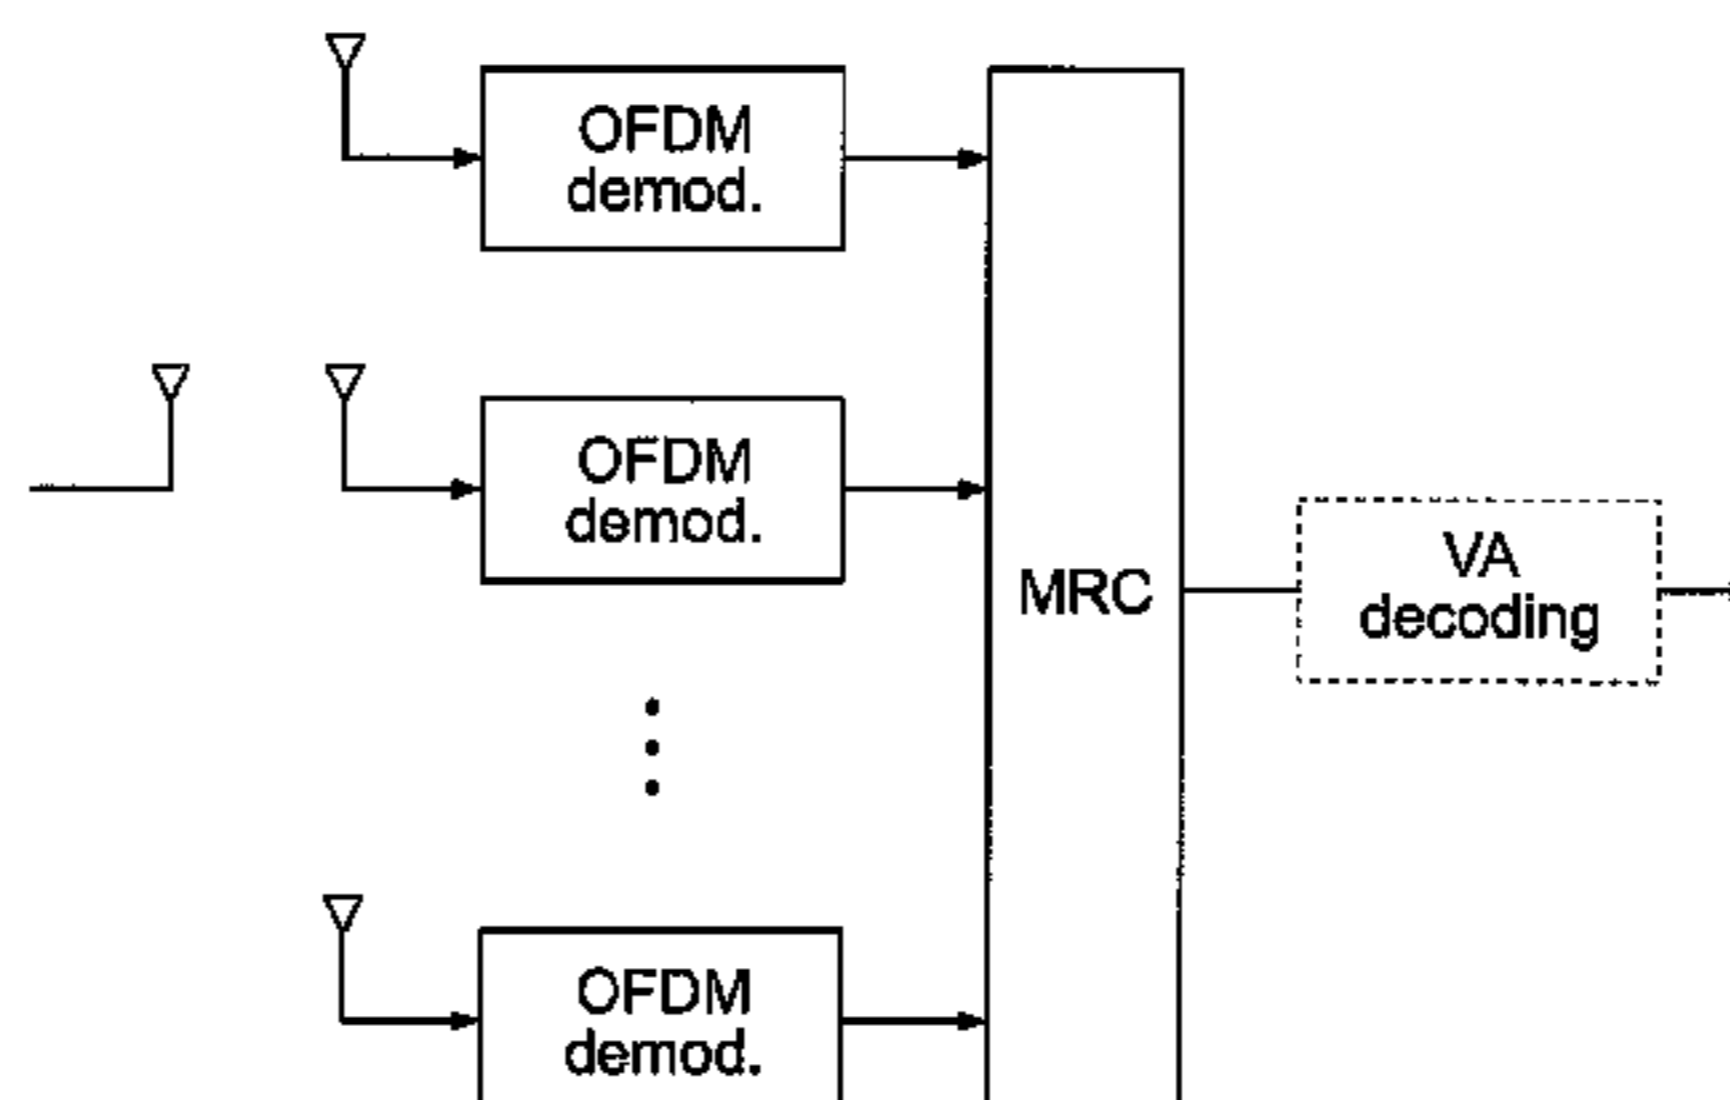 OFDM
demod.
OFDM
demod.
MRC
VA
decoding
OFDM
demod.